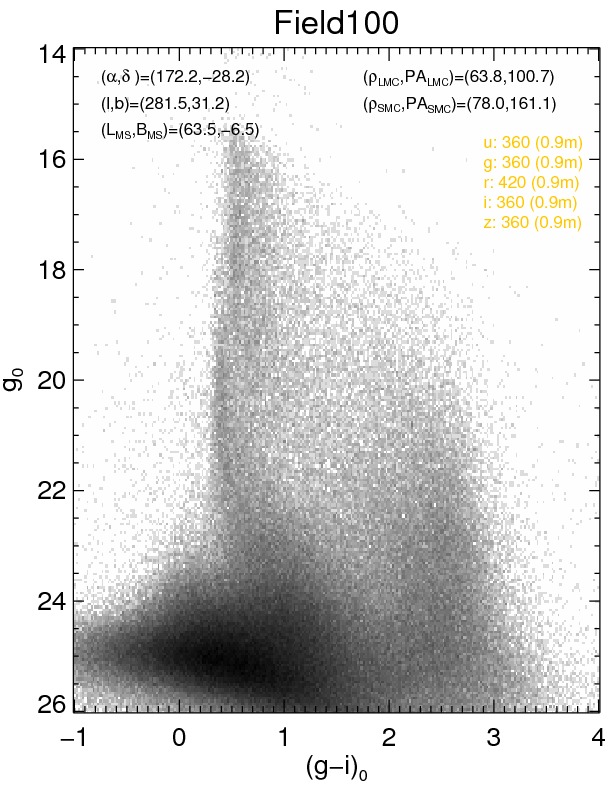 Field100
(α,δ)=(172.2,−28.2)
(ρLMC,PALMC)=(63.8,100.7)
(l,b)=(281.5,31.2)
(ρSMC,PASMC)=(78.0,161.1)
(LMS,BMS)=(63.5,−6.5)
u: 360 (0.9m)
g: 360 (0.9m)
r: 420 (0.9m)
i: 360 (0.9m)
z: 360 (0.9m)
14
16
18
20
22
24
26
g0
−1 0 1 2 3 4
(g−i)0